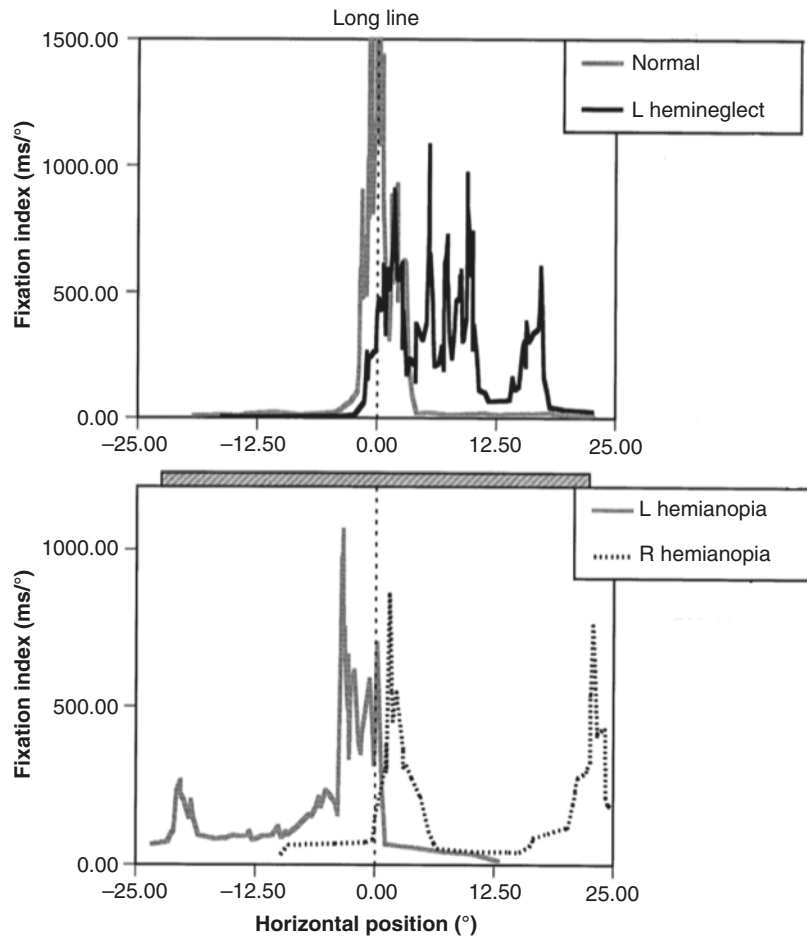 Long line
1500.00
1000.00
500.00
0.00
Fixation index (ms/°)
Normal
L hemineglect
−25.00 −12.50 0.00 12.50 25.00
1000.00
500.00
0.00
Fixation index (ms/°)
L hemianopia
R hemianopia
−25.00 −12.50 0.00 12.50 25.00
Horizontal position (°)